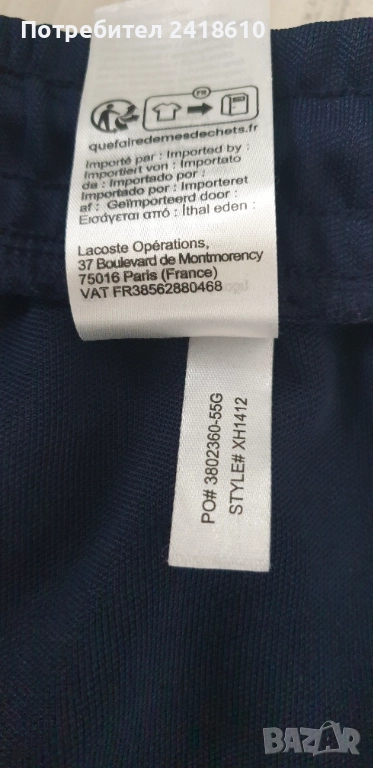 Потребител 2418610
FR
quefairedemesdechets.fr
Importé par : Imported by :
Importiert von : Importato
da : Importado por :
Importado por : Importeret
af : Geïmporteerd door :
Εισάγεται από : İthal eden :
Lacoste Opérations,
37 Boulevard de Montmorency
75016 Paris (France)
VAT FR38562880468
PO# 3802360-55G
STYLE# XH1412
BAZAR